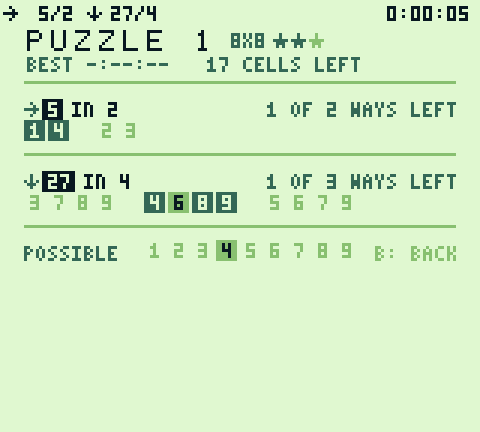 → 5/2 ↓ 27/4 0:00:05
PUZZLE 1 8X8 ★★★
BEST -:--:-- 17 CELLS LEFT
→5 IN 2 1 OF 2 WAYS LEFT
1 4 2 3
↓27 IN 4 1 OF 3 WAYS LEFT
3 7 8 9 4 6 8 9 5 6 7 9
POSSIBLE 1 2 3 4 5 6 7 8 9 B: BACK